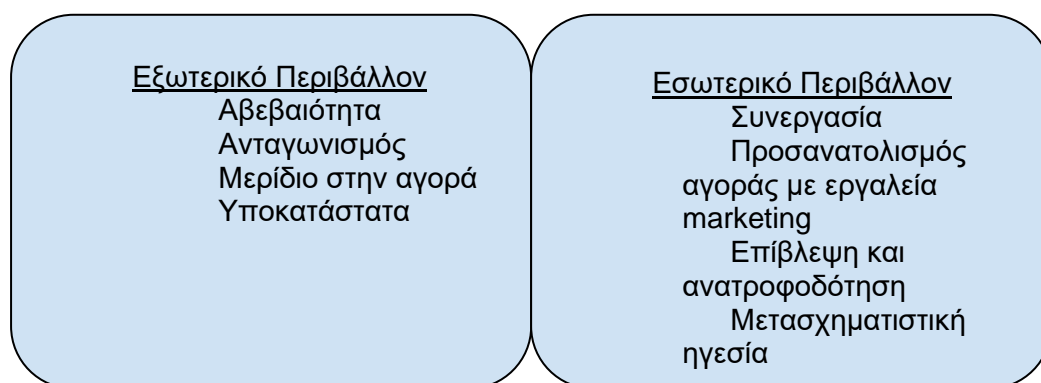 Εξωτερικό Περιβάλλον
Αβεβαιότητα
Ανταγωνισμός
Μερίδιο στην αγορά
Υποκατάστατα
Εσωτερικό Περιβάλλον
Συνεργασία
Προσανατολισμός
αγοράς με εργαλεία
marketing
Επίβλεψη και
ανατροφοδότηση
Μετασχηματιστική
ηγεσία